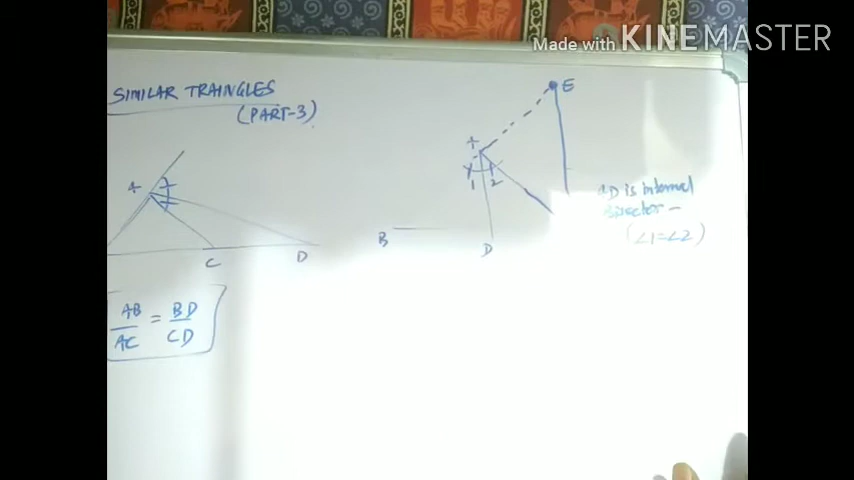 Made with KINEMASTER
SIMILAR TRAINGLES
(PART-3)
E
A
1 2
AD is internal
Bisector -
(∠1=∠2)
B
D
A
C
D
AB/AC = BD/CD